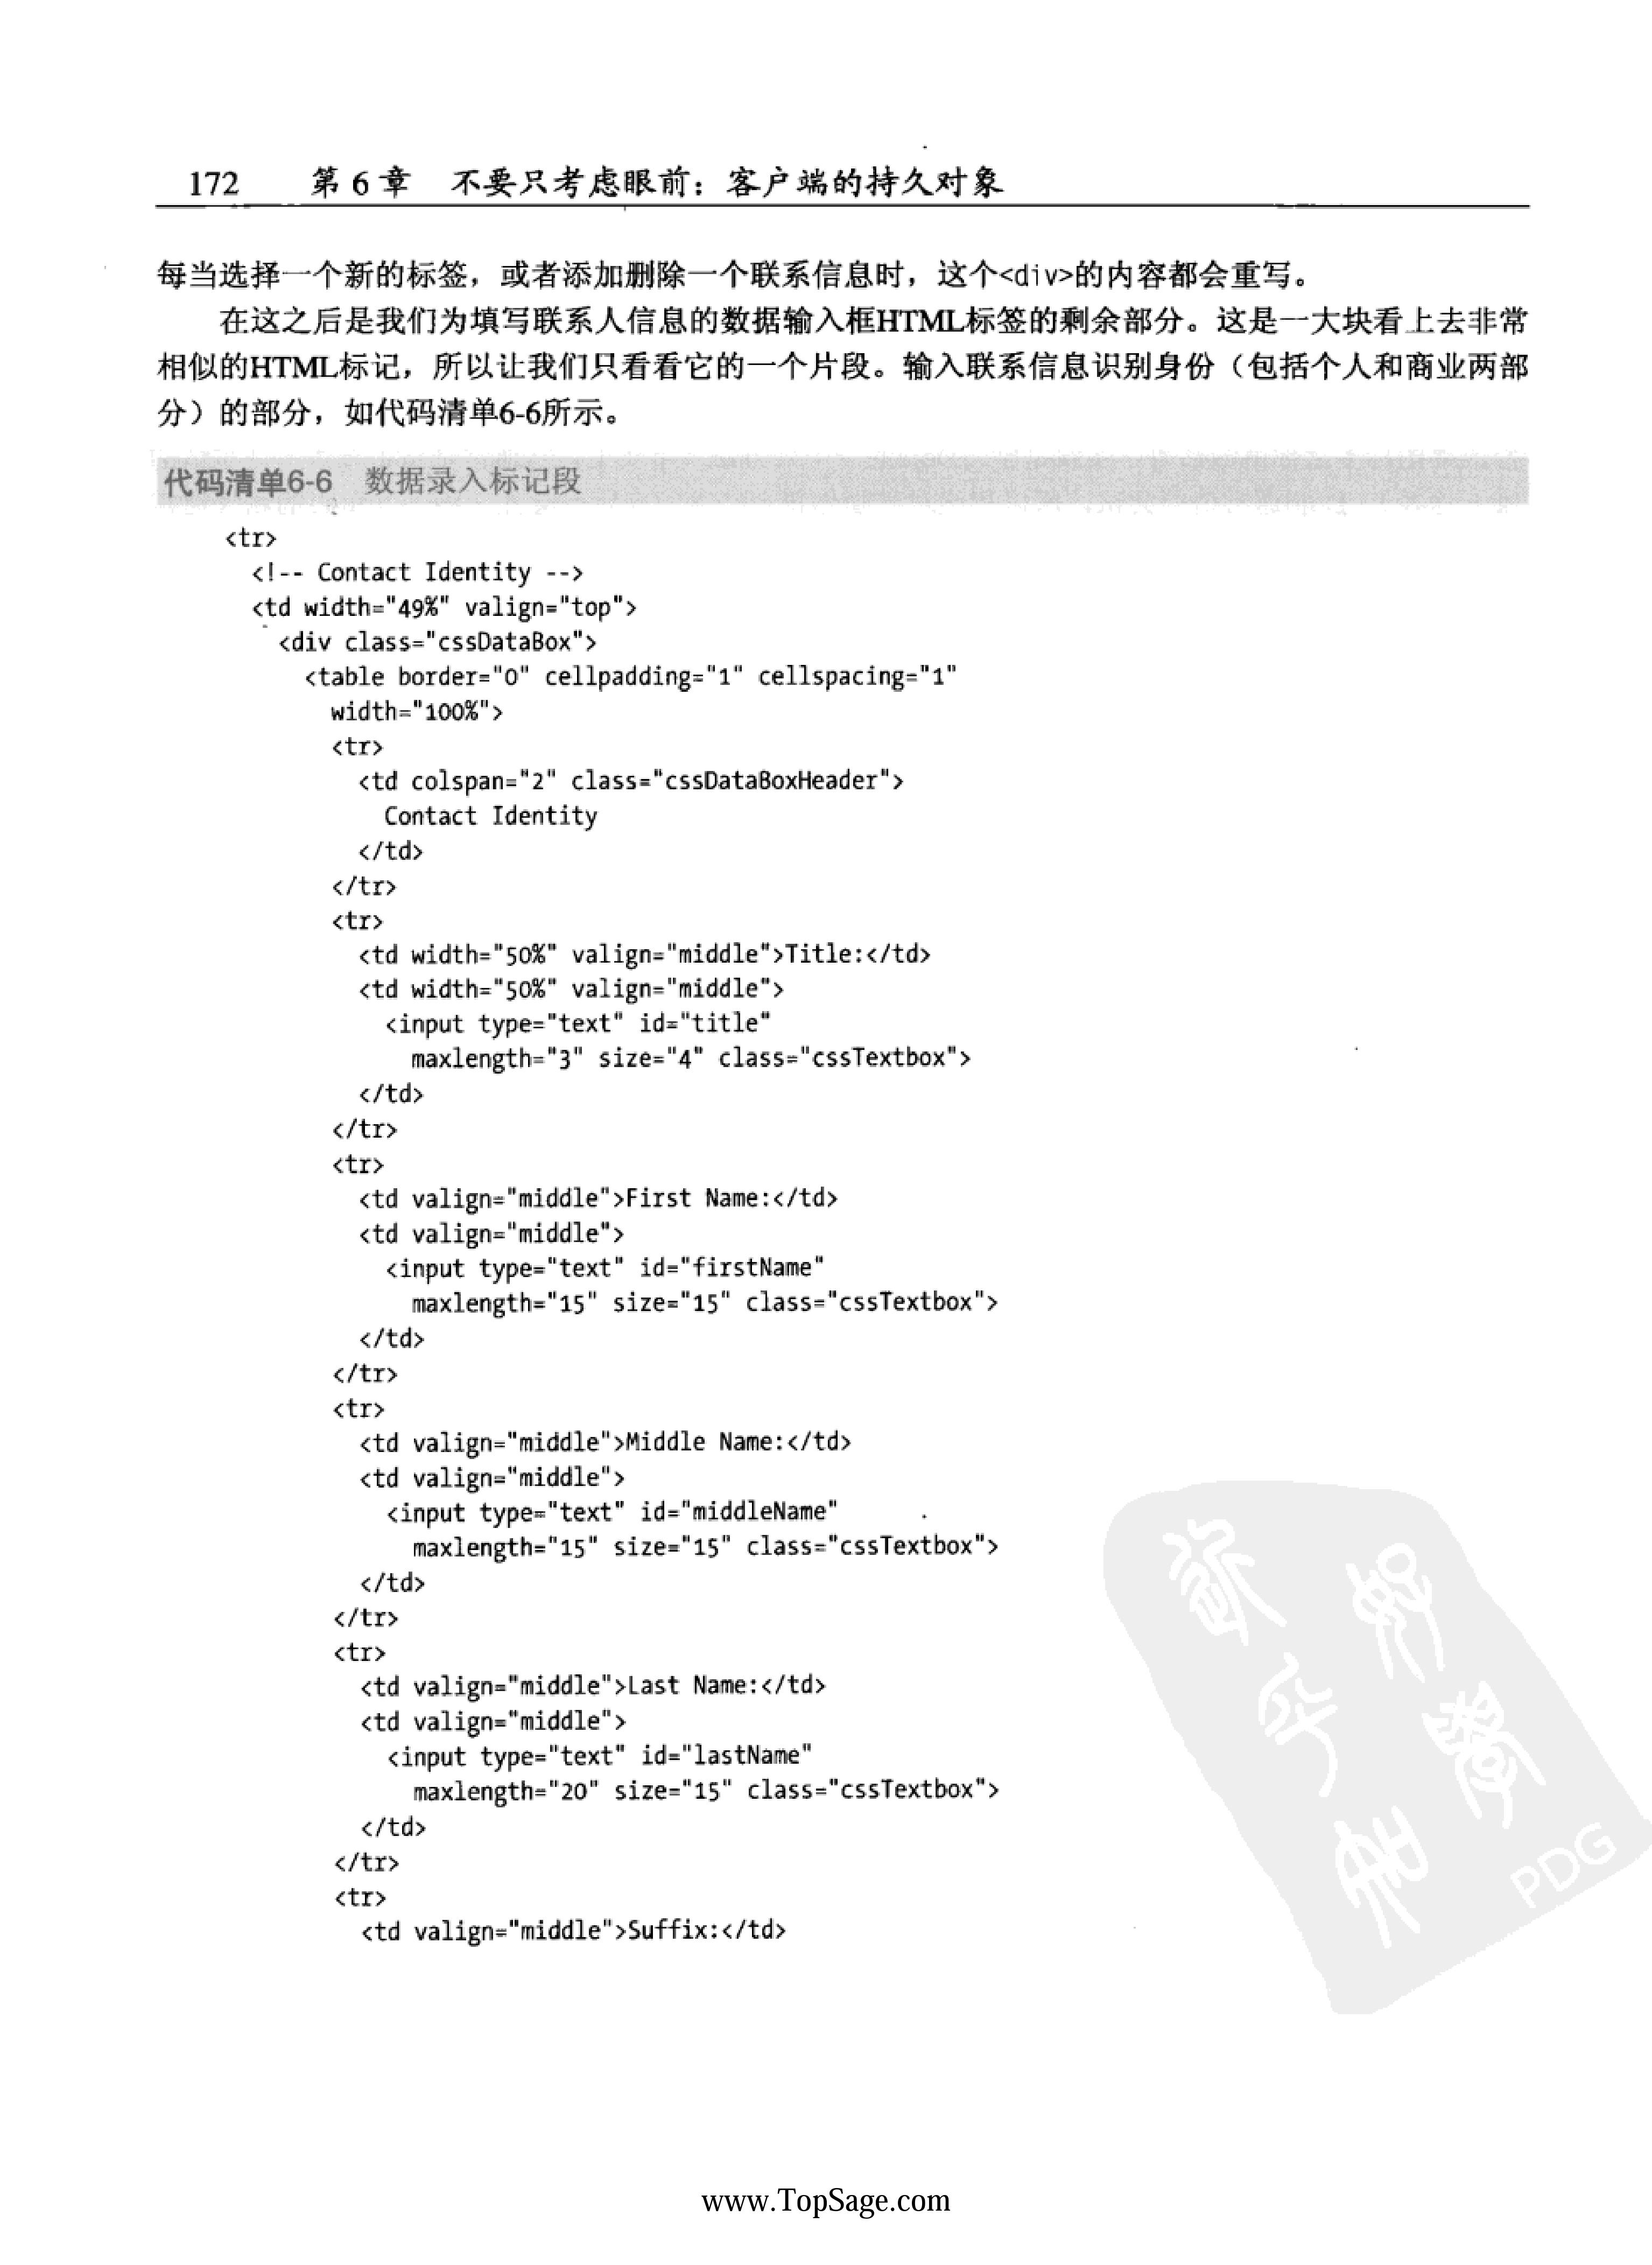 172 第 6 章 不要只考虑眼前：客户端的持久对象
每当选择一个新的标签，或者添加删除一个联系信息时，这个<div>的内容都会重写。
在这之后是我们为填写联系人信息的数据输入框HTML标签的剩余部分。这是一大块看上去非常
相似的HTML标记，所以让我们只看看它的一个片段。输入联系信息识别身份（包括个人和商业两部
分）的部分，如代码清单6-6所示。
代码清单6-6 数据录入标记段
<tr>
<!-- Contact Identity -->
<td width="49%" valign="top">
<div class="cssDataBox">
<table border="0" cellpadding="1" cellspacing="1"
width="100%">
<tr>
<td colspan="2" class="cssDataBoxHeader">
Contact Identity
</td>
</tr>
<tr>
<td width="50%" valign="middle">Title:</td>
<td width="50%" valign="middle">
<input type="text" id="title"
maxlength="3" size="4" class="cssTextbox">
</td>
</tr>
<tr>
<td valign="middle">First Name:</td>
<td valign="middle">
<input type="text" id="firstName"
maxlength="15" size="15" class="cssTextbox">
</td>
</tr>
<tr>
<td valign="middle">Middle Name:</td>
<td valign="middle">
<input type="text" id="middleName"
maxlength="15" size="15" class="cssTextbox">
</td>
</tr>
<tr>
<td valign="middle">Last Name:</td>
<td valign="middle">
<input type="text" id="lastName"
maxlength="20" size="15" class="cssTextbox">
</td>
</tr>
<tr>
<td valign="middle">Suffix:</td>
PDG
www.TopSage.com